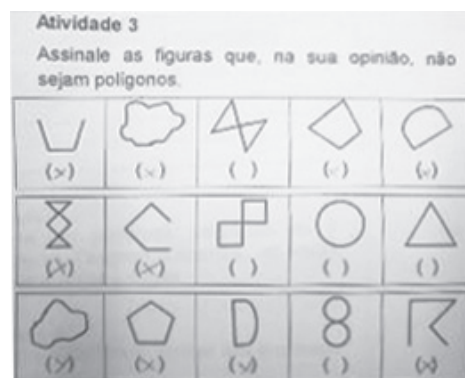 Atividade 3
Assinale as figuras que, na sua opinião, não
sejam polígonos.
(x) (x) ( ) (x) (x)
(x) (x) ( ) ( ) ( )
(x) (x) (x) ( ) (x)